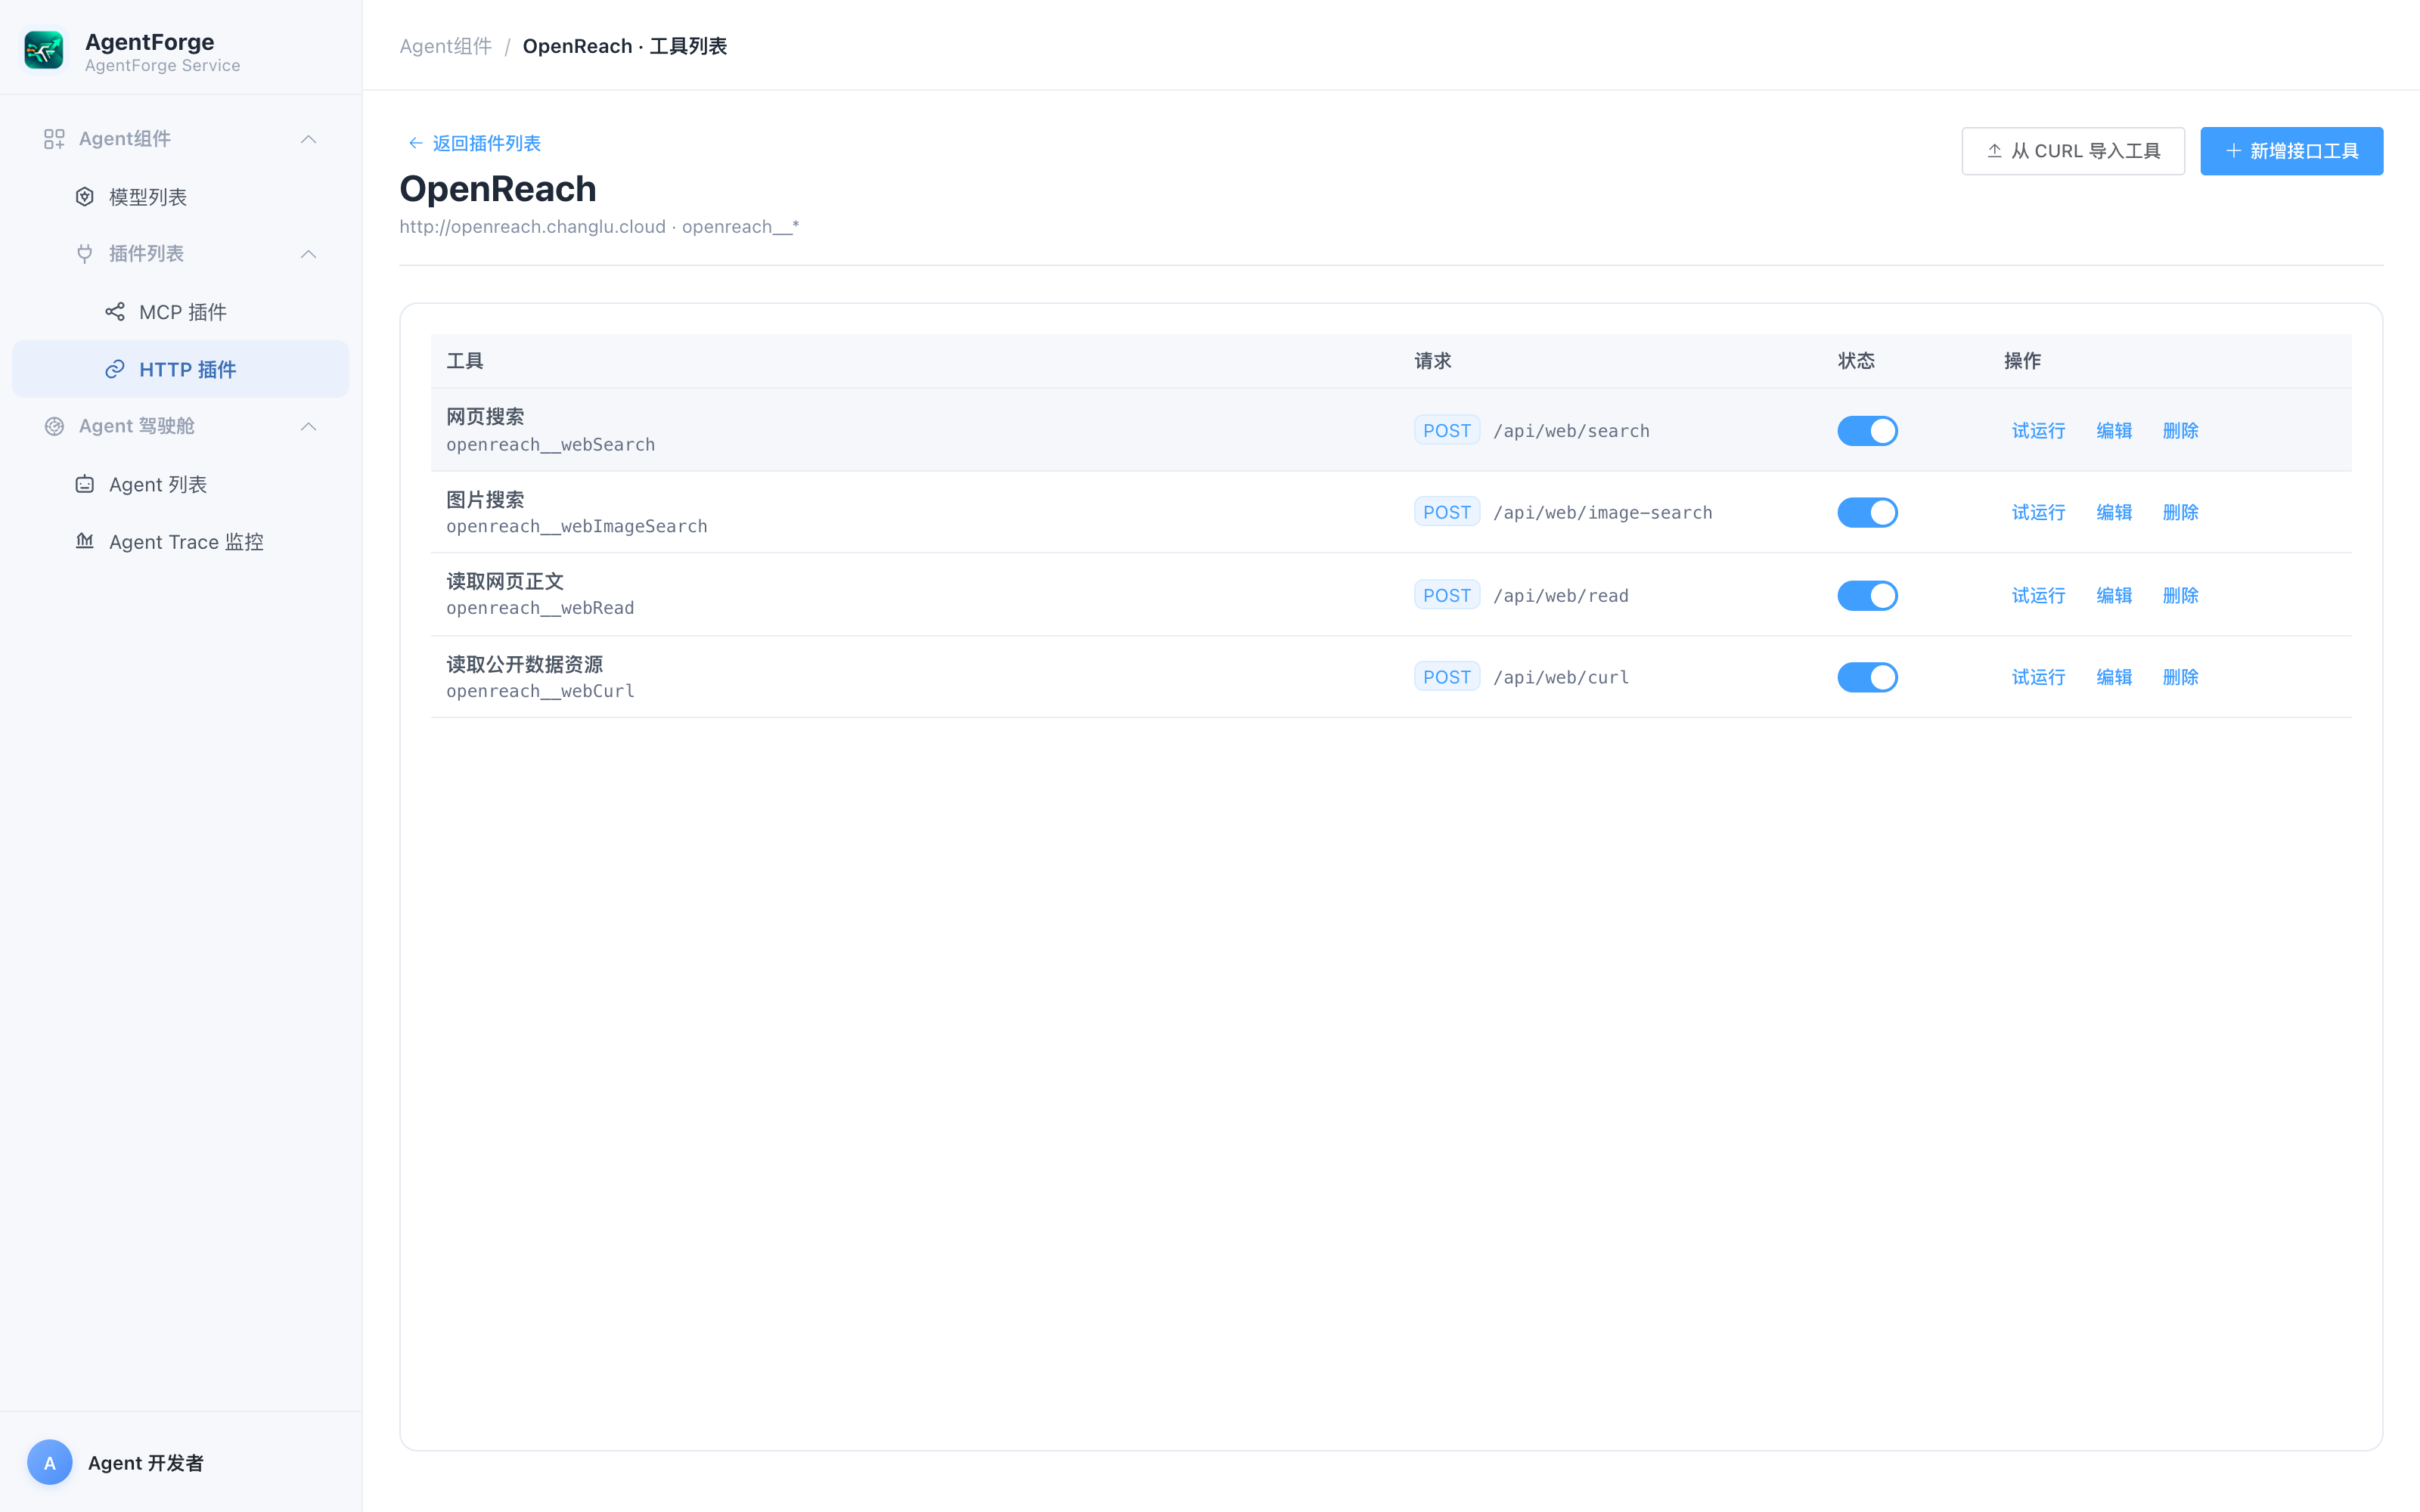 AgentForge
AgentForge Service
Agent组件
模型列表
插件列表
MCP 插件
HTTP 插件
Agent 驾驶舱
Agent 列表
Agent Trace 监控
A
Agent 开发者
Agent组件 / OpenReach · 工具列表
← 返回插件列表
OpenReach
http://openreach.changlu.cloud · openreach__*
从 CURL 导入工具
+ 新增接口工具
工具 请求 状态 操作
网页搜索
openreach__webSearch
POST /api/web/search 试运行 编辑 删除
图片搜索
openreach__webImageSearch
POST /api/web/image-search 试运行 编辑 删除
读取网页正文
openreach__webRead
POST /api/web/read 试运行 编辑 删除
读取公开数据资源
openreach__webCurl
POST /api/web/curl 试运行 编辑 删除